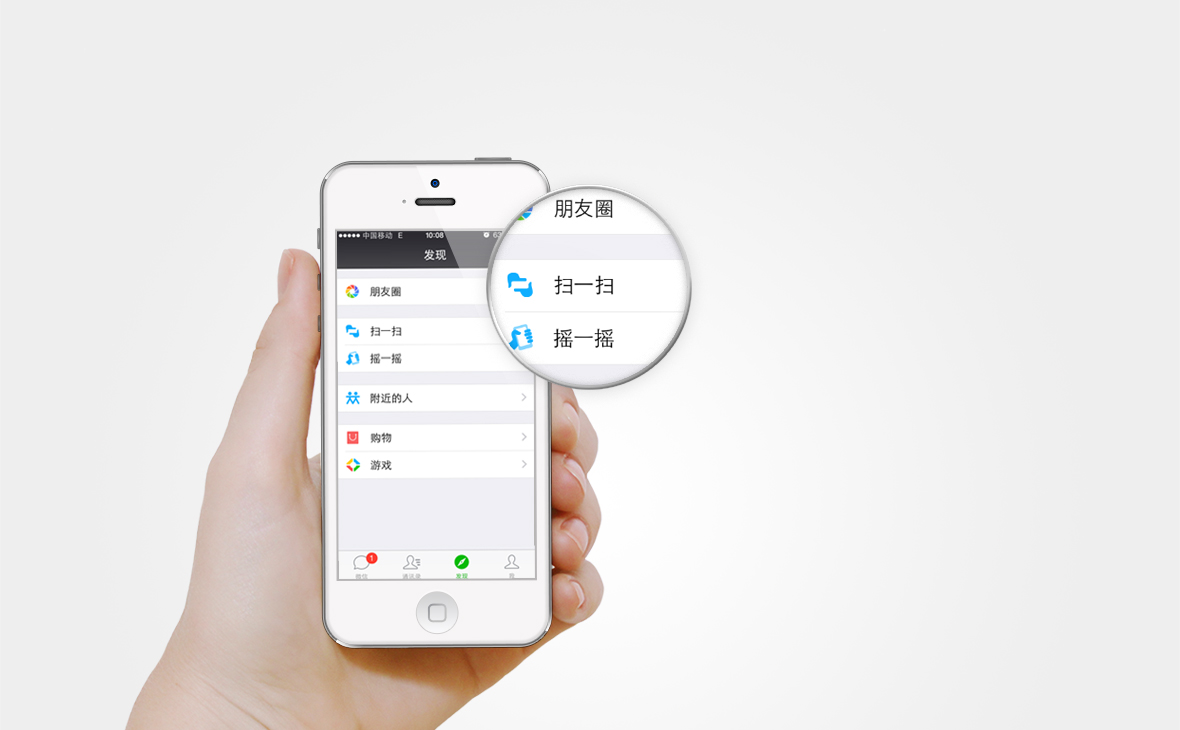 中国移动 E 10:08 63
发现
朋友圈
扫一扫
摇一摇
附近的人
购物
游戏
1
微信 通讯录 发现 我
朋友圈
扫一扫
摇一摇